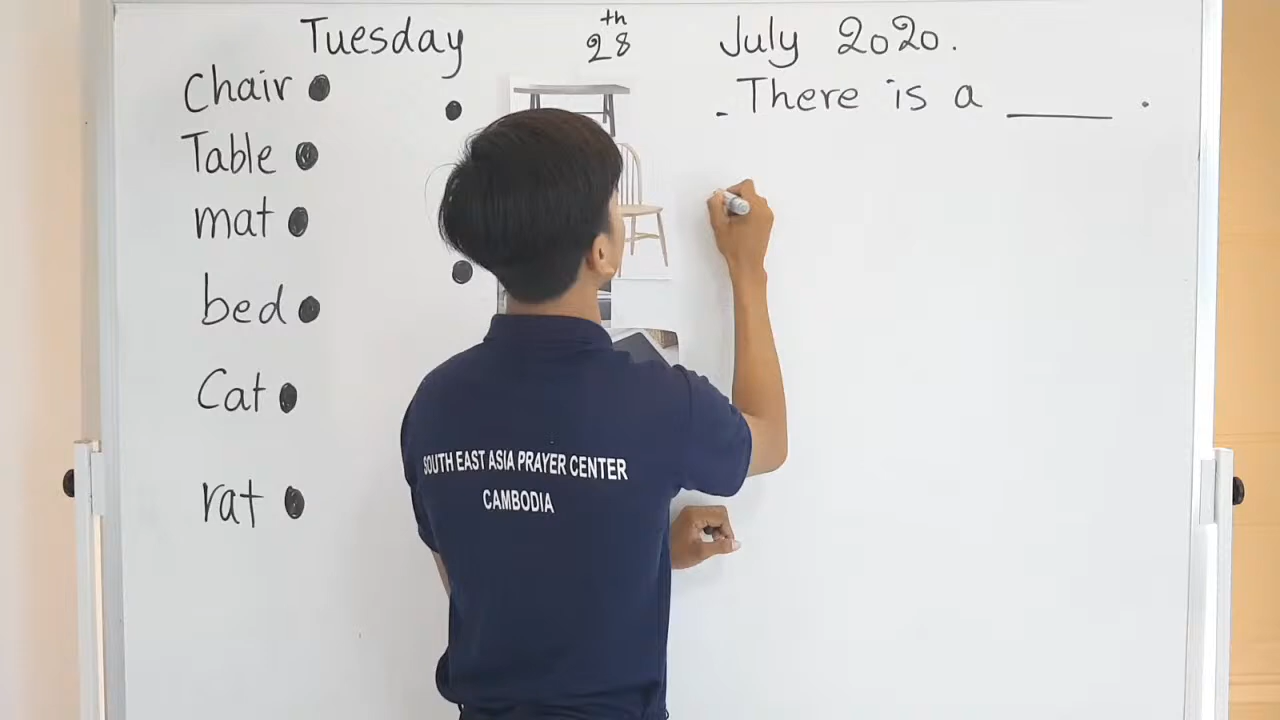 Tuesday 28th July 2020.
Chair
Table
mat
bed
Cat
rat
- There is a ____ .
SOUTH EAST ASIA PRAYER CENTER
CAMBODIA